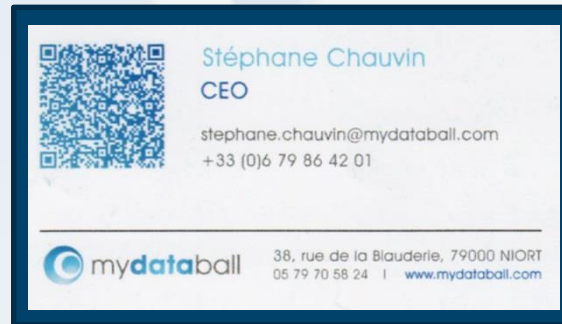 Stéphane Chauvin
CEO
stephane.chauvin@mydataball.com
+33 (0)6 79 86 42 01
mydataball
38, rue de la Blauderie, 79000 NIORT
05 79 70 58 24 | www.mydataball.com